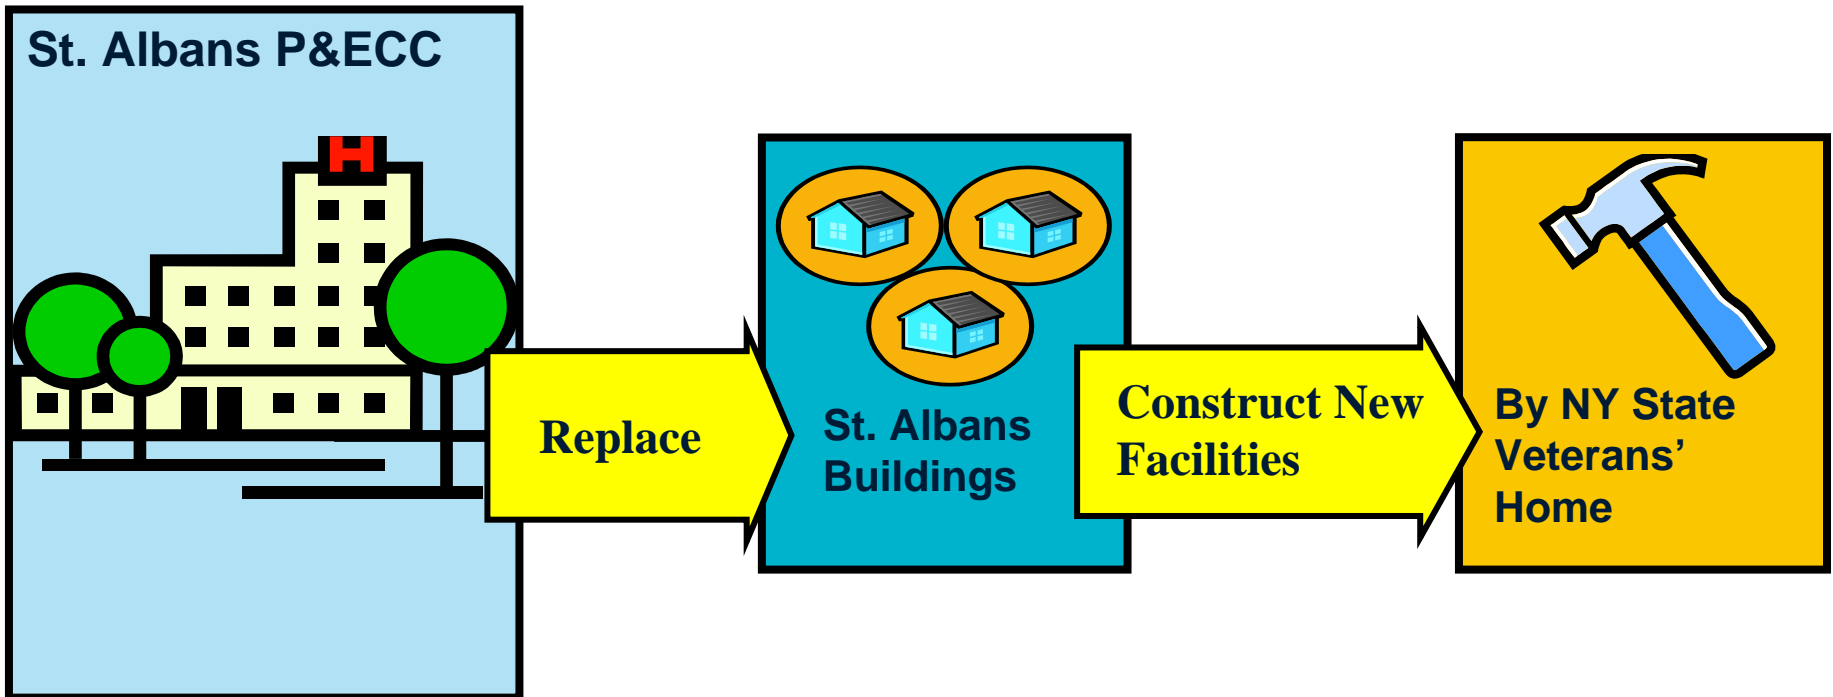 St. Albans P&ECC
H
Replace
St. Albans
Buildings
Construct New
Facilities
By NY State
Veterans’
Home